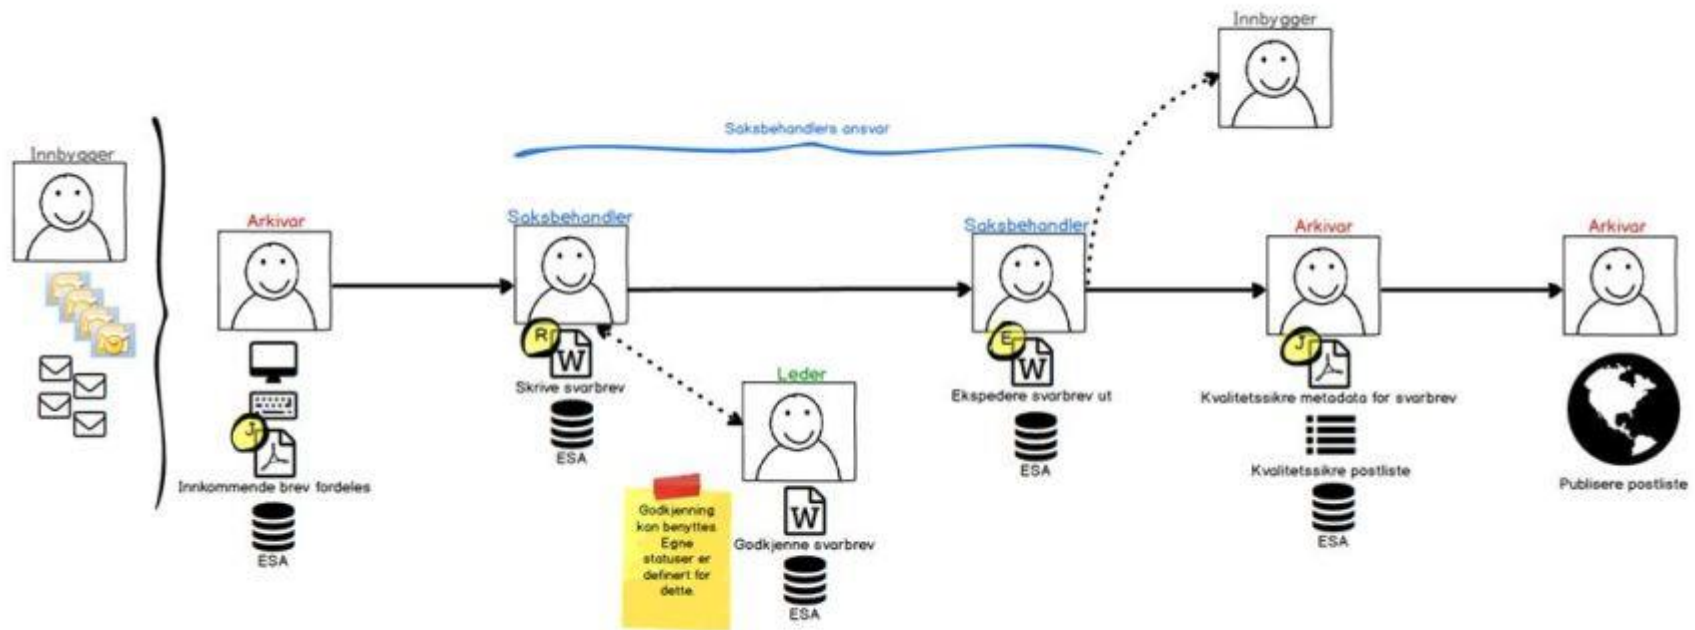 Innbygger
Arkivar
J
Innkommende brev fordeles
ESA
Saksbehandlers ansvar
Saksbehandler
R
W
Skrive svarbrev
ESA
Leder
W
Godkjenne svarbrev
ESA
Godkjenning
kan benyttes.
Egne
statuser er
definert for
dette.
Saksbehandler
E
W
Ekspedere svarbrev ut
ESA
Innbygger
Arkivar
J
Kvalitetssikre metadata for svarbrev
Kvalitetssikre postliste
ESA
Arkivar
Publisere postliste